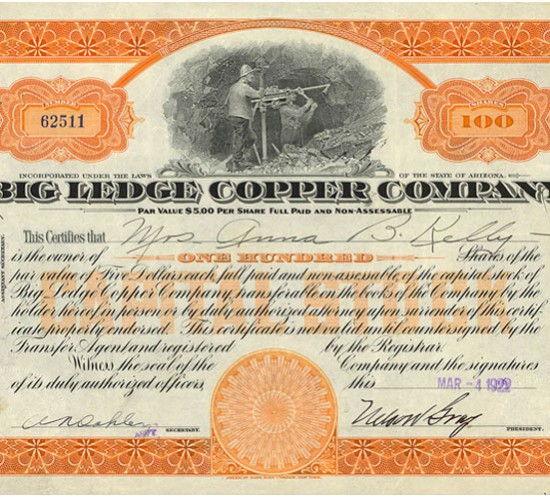 NUMBER
62511
SHARES
100
INCORPORATED UNDER THE LAWS OF THE STATE OF ARIZONA.
BIG LEDGE COPPER COMPANY
PAR VALUE $5.00 PER SHARE FULL PAID AND NON-ASSESSABLE
This Certifies that Mrs Anna B. Kelly
is the owner of ONE HUNDRED Shares of the
par value of Five Dollars each, full paid and non-assessable of the capital stock of
Big Ledge Copper Company, transferable on the books of the Company by the
holder hereof in person or by duly authorized attorney upon surrender of this certif
icate properly endorsed. This certificate is not valid until countersigned by the
Transfer Agent and registered by the Registrar.
Witness the seal of the Company and the signatures
of its duly authorized officers, this MAR - 4 1922
SECRETARY.
PRESIDENT.
CAPITAL STOCK
ASSISTANT SECRETARY.